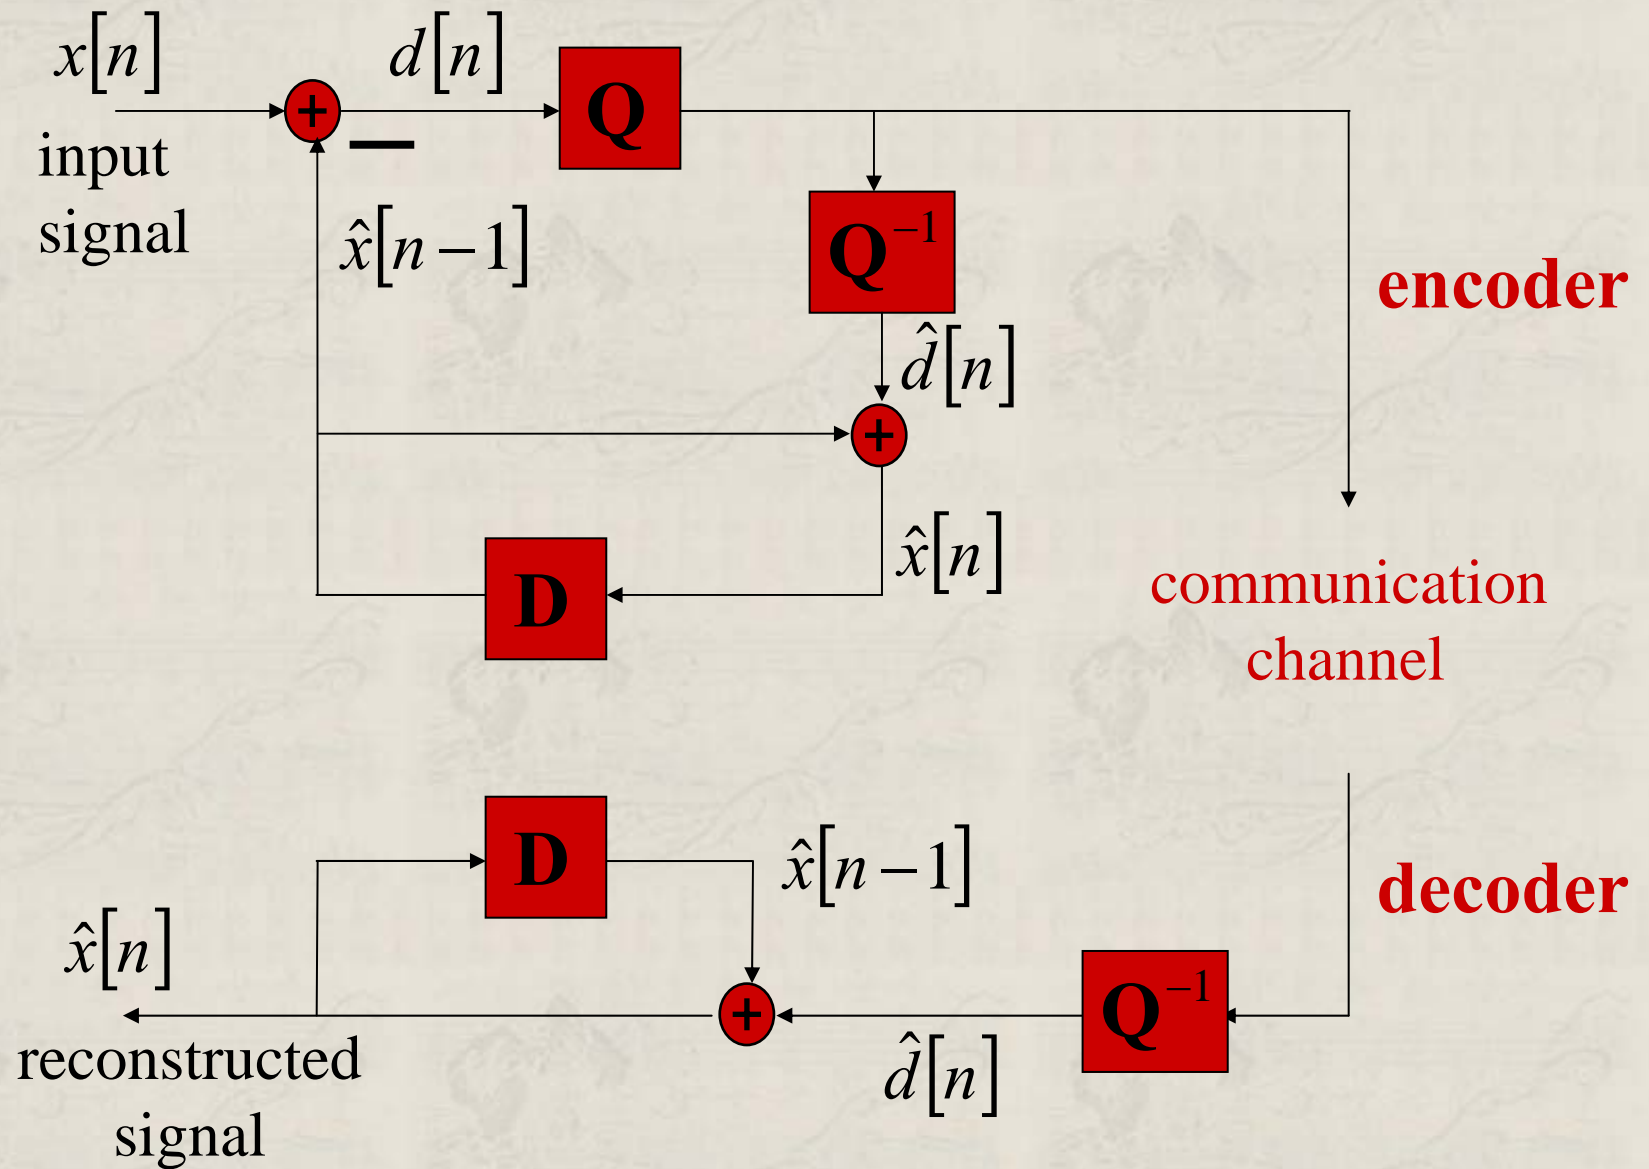 x[n]
d[n]
Q
+
−
input
signal
x̂[n − 1]
Q⁻¹
encoder
d̂[n]
+
x̂[n]
D
communication
channel
D
x̂[n − 1]
decoder
x̂[n]
+
Q⁻¹
d̂[n]
reconstructed
signal